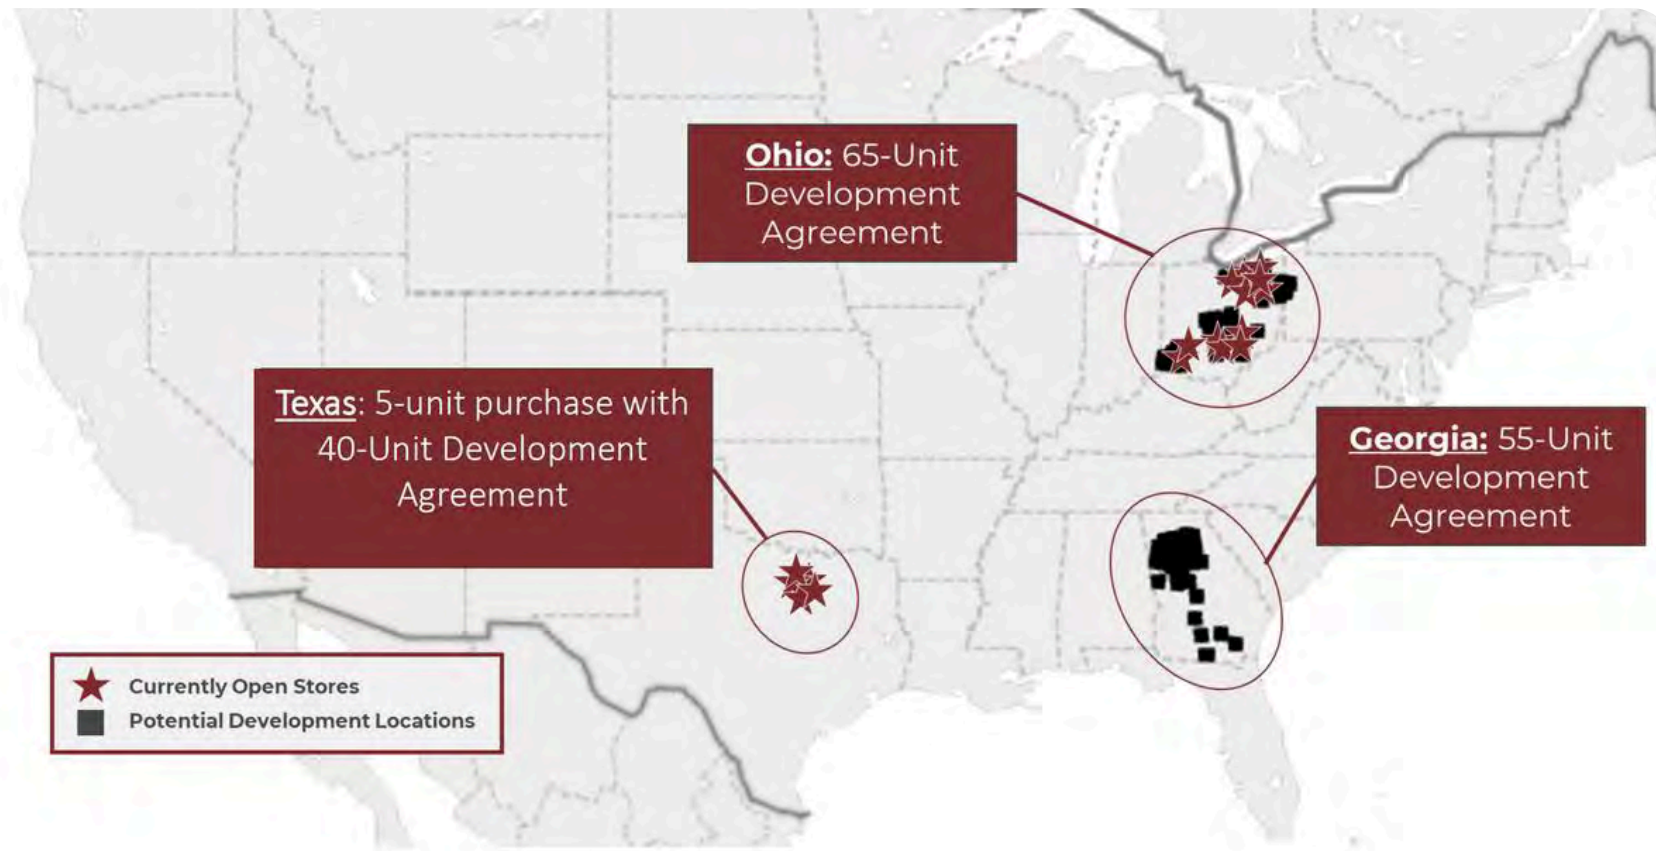 Ohio: 65-Unit
Development
Agreement
Texas: 5-unit purchase with
40-Unit Development
Agreement
Georgia: 55-Unit
Development
Agreement
Currently Open Stores
Potential Development Locations